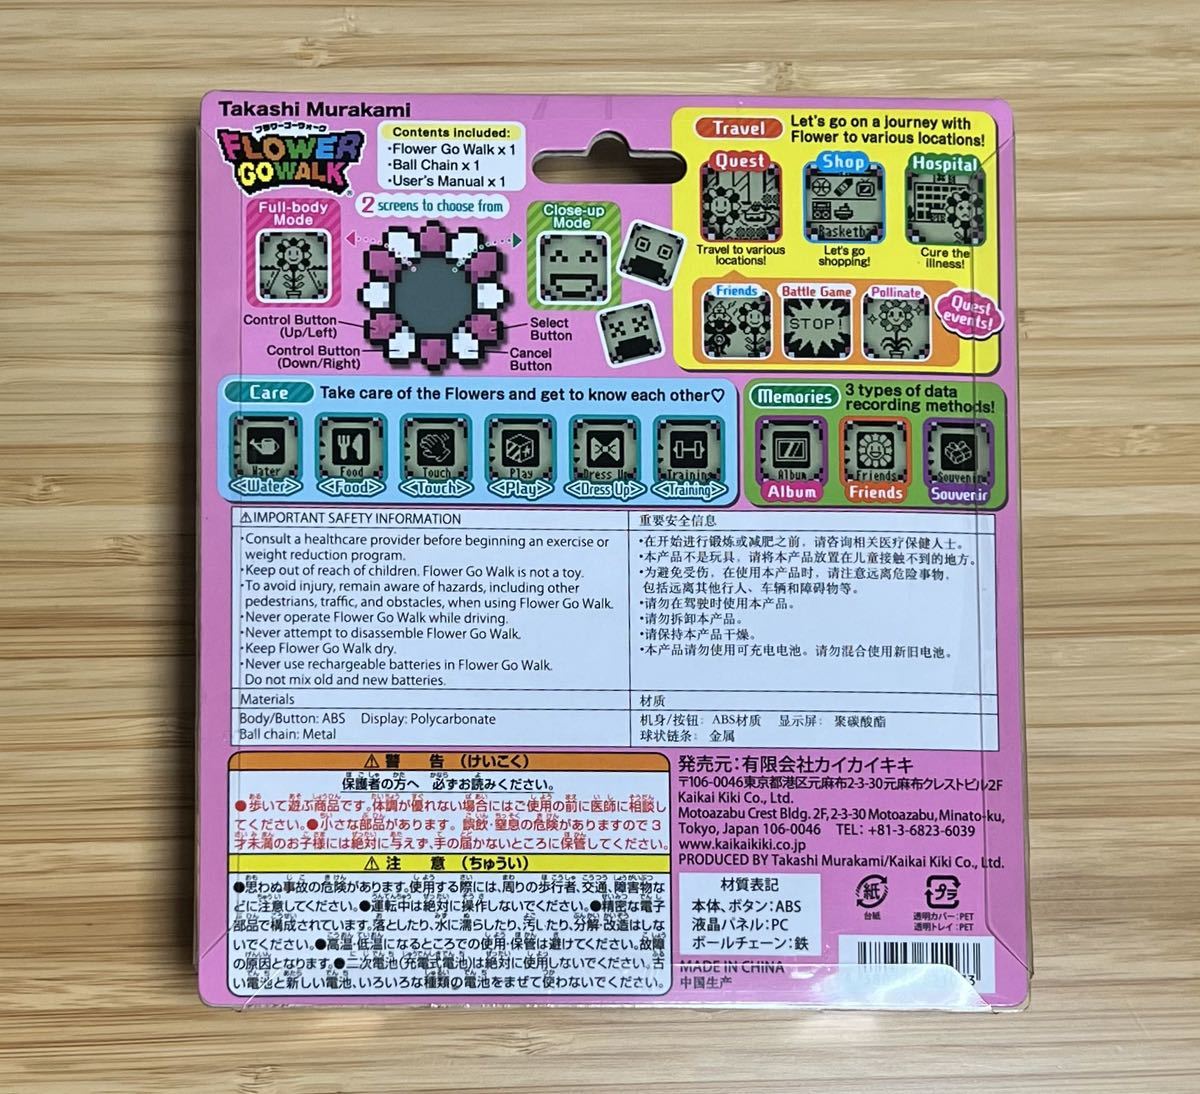 Takashi Murakami
フラワーゴーウォーク
FLOWER
GO WALK
Contents included:
・Flower Go Walk x 1
・Ball Chain x 1
・User's Manual x 1
Full-body
Mode
2 screens to choose from
Close-up
Mode
Control Button
(Up/Left)
Control Button
(Down/Right)
Select
Button
Cancel
Button
Travel
Let's go on a journey with
Flower to various locations!
Quest
Shop
Hospital
Basketba
Travel to various
locations!
Let's go
shopping!
Cure the
illness!
Friends
Battle Game
Pollinate
STOP!
Quest
events!
Care
Take care of the Flowers and get to know each other♡
Water
Food
Touch
Play
Dress Up
Training
<Water>
<Food>
<Touch>
<Play>
<Dress Up>
<Training>
Memories
3 types of data
recording methods!
Album
Friends
Souvenir
Album
Friends
Souvenir
⚠IMPORTANT SAFETY INFORMATION
・Consult a healthcare provider before beginning an exercise or
weight reduction program.
・Keep out of reach of children. Flower Go Walk is not a toy.
・To avoid injury, remain aware of hazards, including other
pedestrians, traffic, and obstacles, when using Flower Go Walk.
・Never operate Flower Go Walk while driving.
・Never attempt to disassemble Flower Go Walk.
・Keep Flower Go Walk dry.
・Never use rechargeable batteries in Flower Go Walk.
Do not mix old and new batteries.
重要安全信息
・在开始进行锻炼或减肥之前，请咨询相关医疗保健人士。
・本产品不是玩具，请将本产品放置在儿童接触不到的地方。
・为避免受伤，在使用本产品时，请注意远离危险事物，
包括远离其他行人、车辆和障碍物等。
・请勿在驾驶时使用本产品。
・请勿拆卸本产品。
・请保持本产品干燥。
・本产品请勿使用可充电电池。请勿混合使用新旧电池。
Materials
Body/Button: ABS Display: Polycarbonate
Ball chain: Metal
材质
机身/按钮：ABS材质 显示屏：聚碳酸酯
球状链条：金属
⚠警 告（けいこく）
保護者の方へ 必ずお読みください。
●歩いて遊ぶ商品です。体調が優れない場合にはご使用の前に医師に相談し
てください。●小さな部品があります。誤飲・窒息の危険がありますので3
才未満のお子様には絶対に与えず、手の届かないところに保管してください。
⚠注 意（ちゅうい）
●思わぬ事故の危険があります。使用する際には、周りの歩行者、交通、障害物な
どに注意してください。●運転中は絶対に操作しないでください。●精密な電子
部品で構成されています。落としたり、水に濡らしたり、汚したり、分解・改造はしな
いでください。●高温・低温になるところでの使用・保管は避けてください。故障
の原因となります。●二次電池（充電式電池）は絶対に使用しないでください。古
い電池と新しい電池、いろいろな種類の電池をまぜて使わないでください。
発売元：有限会社カイカイキキ
〒106-0046東京都港区元麻布2-3-30元麻布クレストビル2F
Kaikai Kiki Co., Ltd.
Motoazabu Crest Bldg. 2F, 2-3-30 Motoazabu, Minato-ku,
Tokyo, Japan 106-0046 TEL: +81-3-6823-6039
www.kaikaikiki.co.jp
PRODUCED BY Takashi Murakami/Kaikai Kiki Co., Ltd.
材質表記
本体、ボタン：ABS
液晶パネル：PC
ボールチェーン：鉄
紙
台紙
プラ
透明カバー：PET
透明トレイ：PET
MADE IN CHINA
中国生产